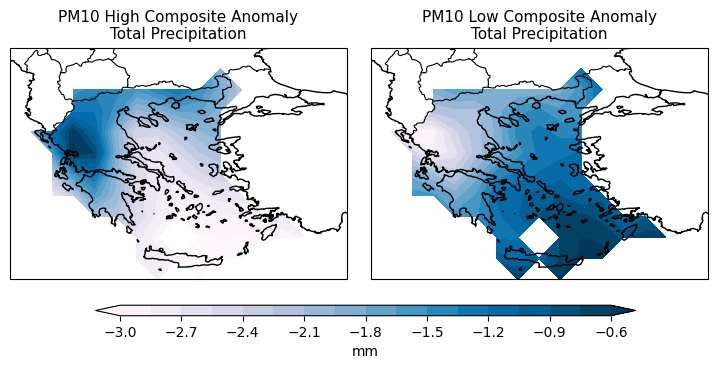 PM10 High Composite Anomaly
Total Precipitation
PM10 Low Composite Anomaly
Total Precipitation
−3.0 −2.7 −2.4 −2.1 −1.8 −1.5 −1.2 −0.9 −0.6
mm